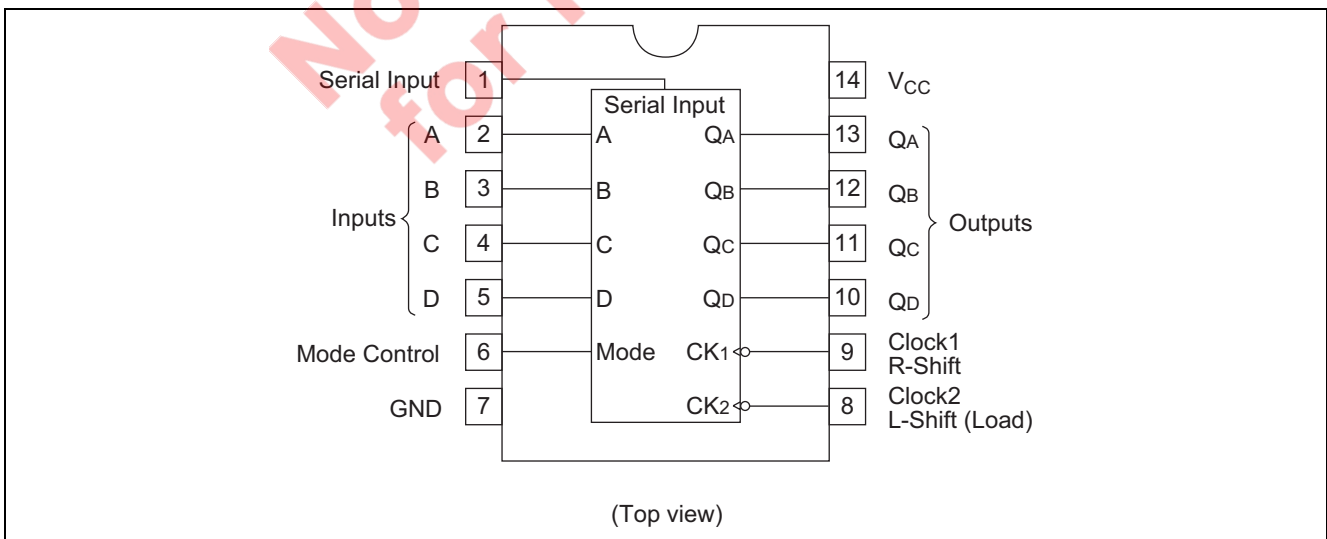 No
for
Serial Input 1
14 VCC
Serial Input
A 2 A
QA 13 QA
B 3 B
QB 12 QB
Inputs
Outputs
C 4 C
QC 11 QC
D 5 D
QD 10 QD
Mode Control 6 Mode
CK1 9 Clock1
R-Shift
GND 7
CK2 8 Clock2
L-Shift (Load)
(Top view)